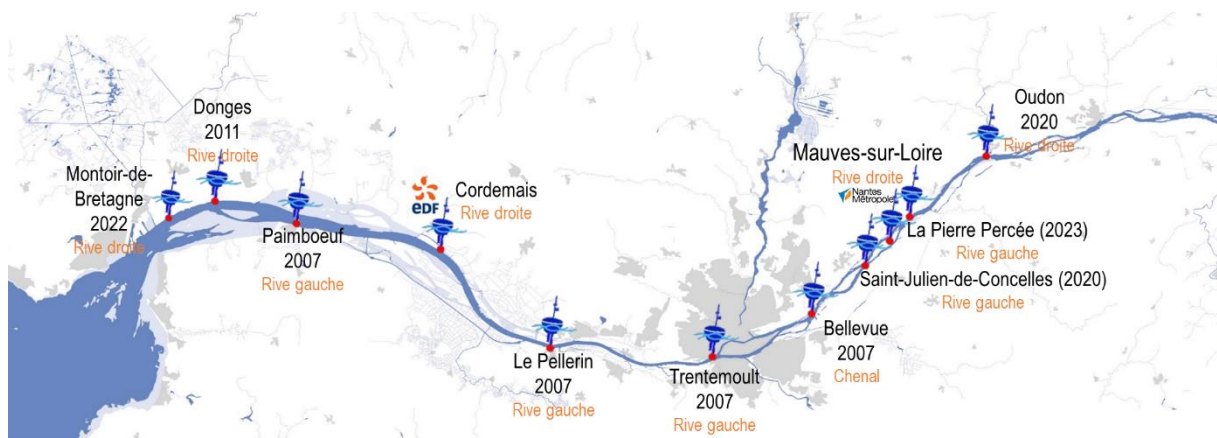 Donges
2011
Rive droite
Montoir-de-
Bretagne
2022
Rive droite
Paimboeuf
2007
Rive gauche
eDF
Cordemais
Rive droite
Le Pellerin
2007
Rive gauche
Trentemoult
2007
Rive gauche
Bellevue
2007
Chenal
Saint-Julien-de-Concelles (2020)
Rive gauche
La Pierre Percée (2023)
Rive gauche
Mauves-sur-Loire
Rive droite
Nantes
Métropole
Oudon
2020
Rive droite